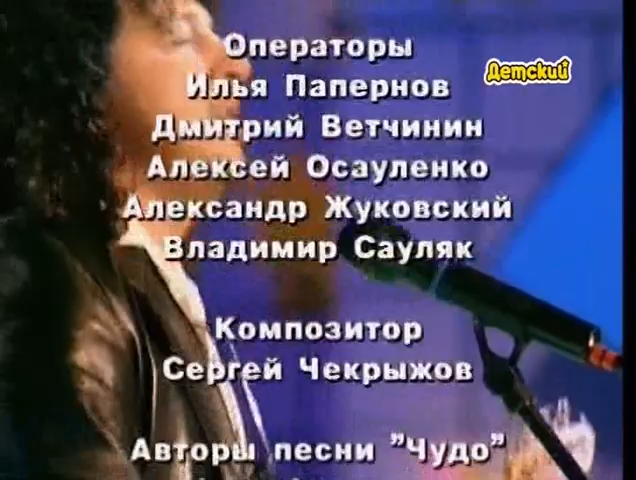 Операторы
Детский
Илья Папернов
Дмитрий Ветчинин
Алексей Осауленко
Александр Жуковский
Владимир Сауляк
Композитор
Сергей Чекрыжов
Авторы песни "Чудо"